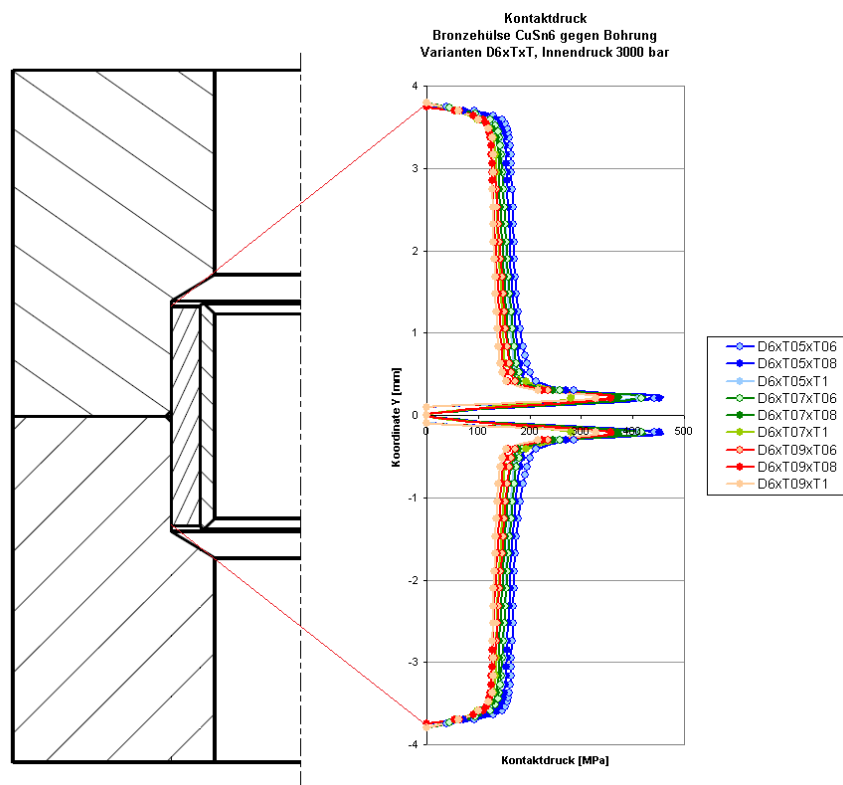 Kontaktdruck
Bronzehülse CuSn6 gegen Bohrung
Varianten D6xTxT, Innendruck 3000 bar
4
3
2
1
0
-1
-2
-3
-4
0
100
200
300
400
500
Koordinate Y [mm]
Kontaktdruck [MPa]
D6xT05xT06
D6xT05xT08
D6xT05xT1
D6xT07xT06
D6xT07xT08
D6xT07xT1
D6xT09xT06
D6xT09xT08
D6xT09xT1